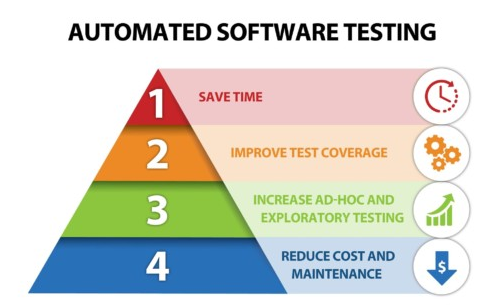 AUTOMATED SOFTWARE TESTING
1
SAVE TIME
2
IMPROVE TEST COVERAGE
3
INCREASE AD-HOC AND
EXPLORATORY TESTING
4
REDUCE COST AND
MAINTENANCE
$